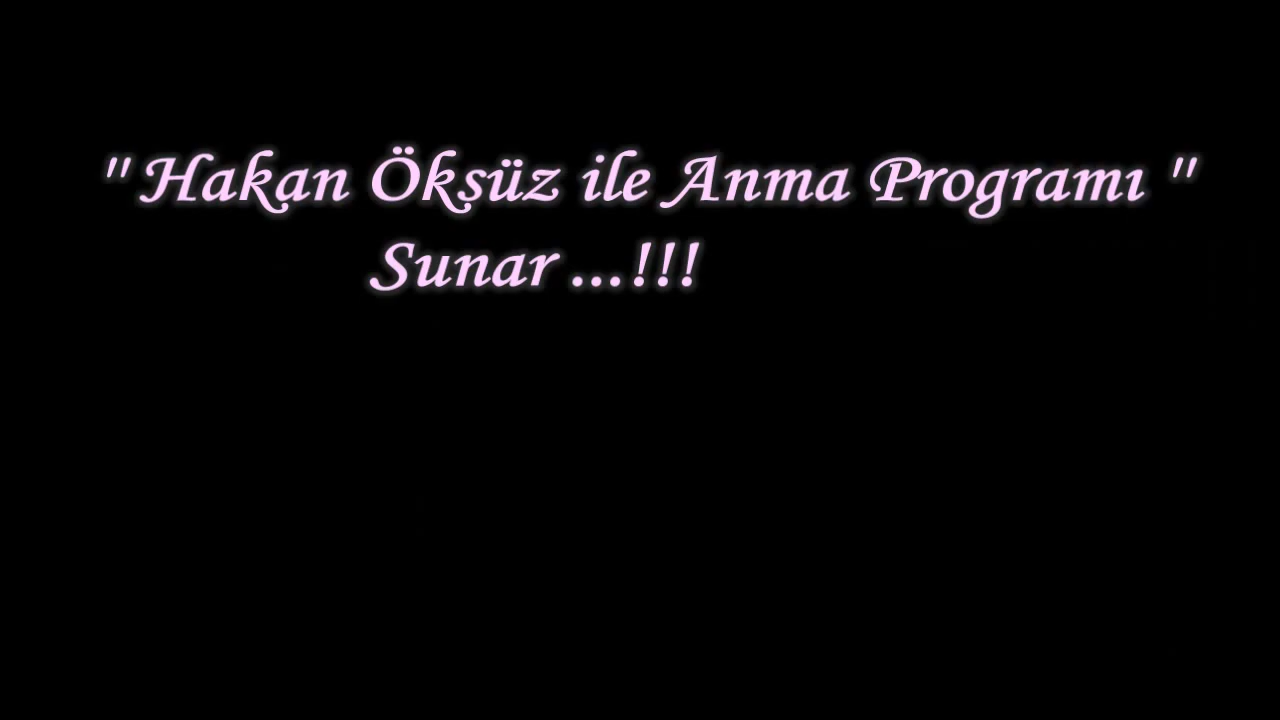 " Hakan Öksüz ile Anma Programı "
Sunar ...!!!